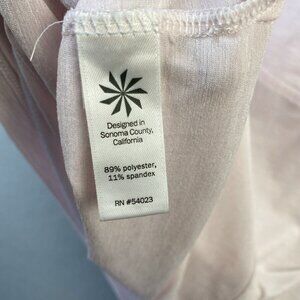 Designed in
Sonoma County,
California
89% polyester,
11% spandex
RN #54023